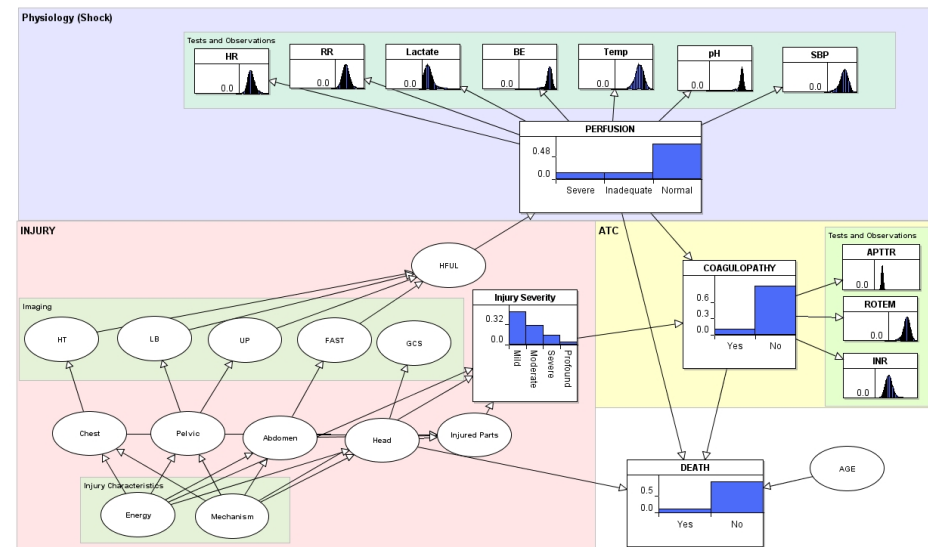 Physiology (Shock)
Tests and Observations
HR
0.0
RR
0.0
Lactate
0.0
BE
0.0
Temp
0.0
pH
0.0
SBP
0.0
PERFUSION
0.48
0.0
Severe Inadequate Normal
INJURY
HFUL
Imaging
HT
LB
UP
FAST
GCS
Injury Severity
0.32
0.0
Mild
Moderate
Severe
Profound
Chest
Pelvic
Abdomen
Head
Injured Parts
Injury Characteristics
Energy
Mechanism
ATC
COAGULOPATHY
0.6
0.3
0.0
Yes No
Tests and Observations
APTTR
0.0
ROTEM
0.0
INR
0.0
DEATH
0.5
0.0
Yes No
AGE